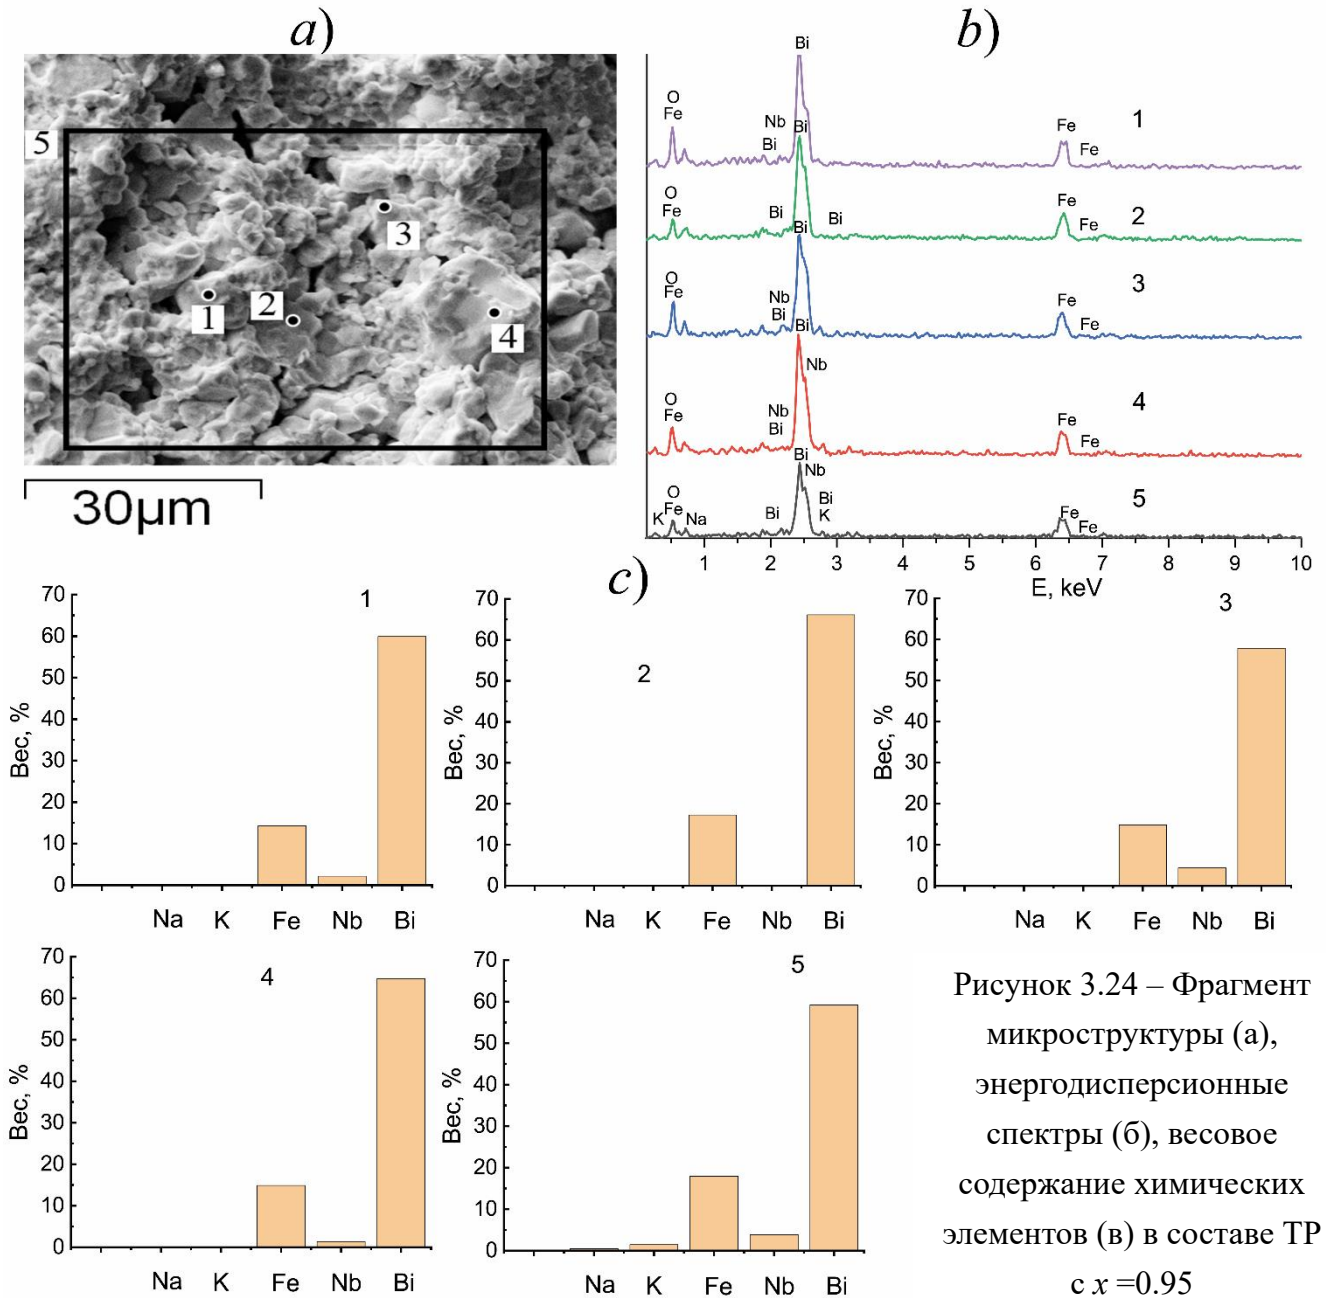 a)
5
3
1
2
4
30µm
b)
Bi
O
Fe
Nb
Bi
Bi
Fe
Fe
1
O
Fe
Bi
Bi
Bi
Fe
Fe
2
O
Fe
Nb
Bi
Bi
Fe
Fe
3
O
Fe
Nb
Bi
Nb
Bi
Fe
Fe
4
K
O
Fe
Na
Bi
Nb
Bi
K
Fe
Fe
5
1 2 3 4 5 6 7 8 9 10
E, keV
c)
1
Вес, %
70
60
50
40
30
20
10
0
Na K Fe Nb Bi
2
Вес, %
70
60
50
40
30
20
10
0
Na K Fe Nb Bi
3
Вес, %
70
60
50
40
30
20
10
0
Na K Fe Nb Bi
4
Вес, %
70
60
50
40
30
20
10
0
Na K Fe Nb Bi
5
Вес, %
70
60
50
40
30
20
10
0
Na K Fe Nb Bi
Рисунок 3.24 – Фрагмент
микроструктуры (а),
энергодисперсионные
спектры (б), весовое
содержание химических
элементов (в) в составе ТР
с x =0.95